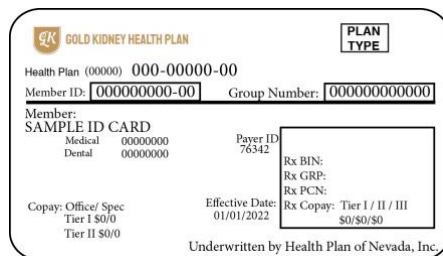 GK GOLD KIDNEY HEALTH PLAN
PLAN
TYPE
Health Plan (00000) 000-00000-00
Member ID: 000000000-00 Group Number: 000000000000
Member:
SAMPLE ID CARD
Medical 00000000
Dental 00000000
Payer ID
76342
Rx BIN:
Rx GRP:
Rx PCN:
Rx Copay: Tier I / II / III
$0/$0/$0
Copay: Office/ Spec
Tier I $0/0
Tier II $0/0
Effective Date:
01/01/2022
Underwritten by Health Plan of Nevada, Inc.